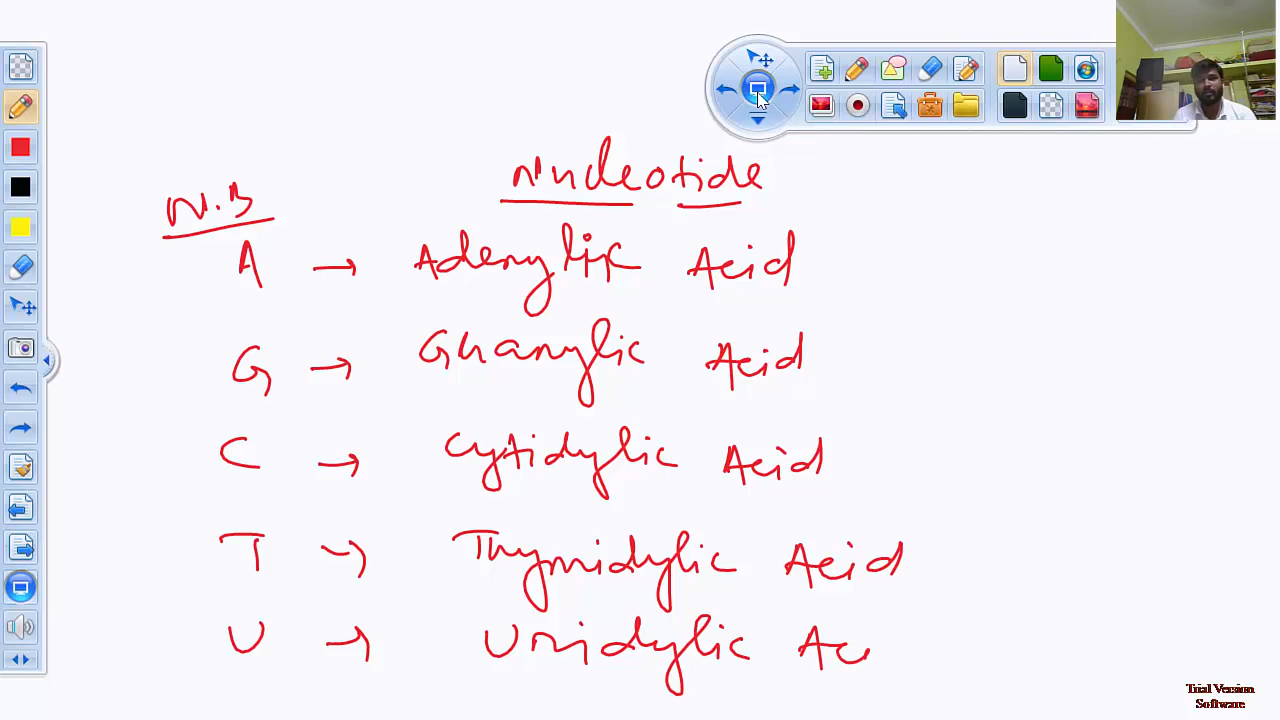 Nucleotide
N.B
A → Adenylic Acid
G → Guanylic Acid
C → Cytidylic Acid
T → Thymidylic Acid
U → Uridylic Ac
Trial Version
Software